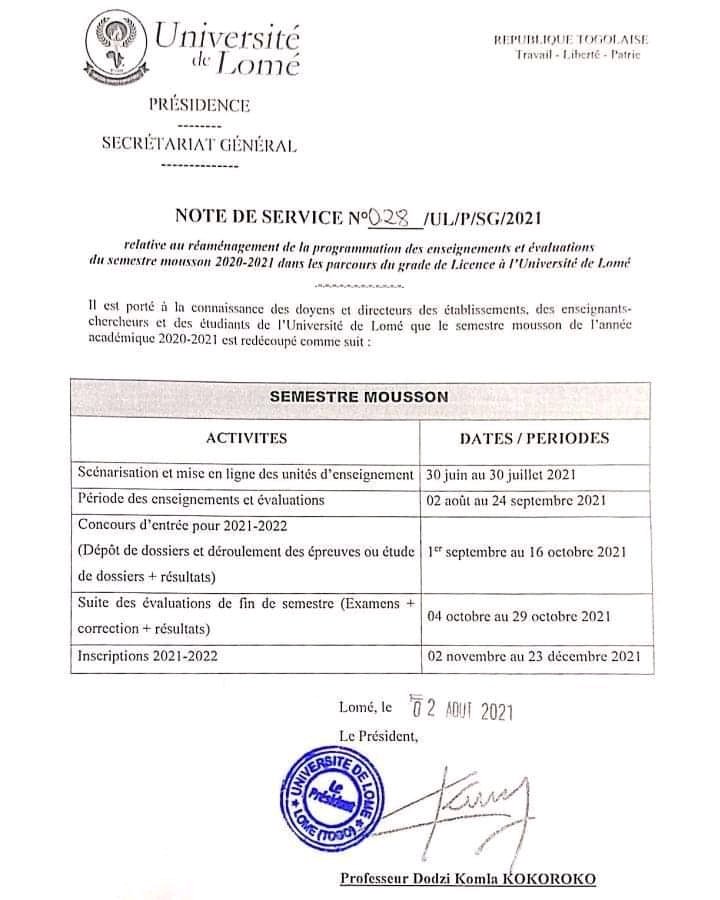 Université
de Lomé
REPUBLIQUE TOGOLAISE
Travail - Liberté - Patrie
PRÉSIDENCE
--------
SECRÉTARIAT GÉNÉRAL
--------------
NOTE DE SERVICE N°028 /UL/P/SG/2021
relative au réaménagement de la programmation des enseignements et évaluations
du semestre mousson 2020-2021 dans les parcours du grade de Licence à l'Université de Lomé
Il est porté à la connaissance des doyens et directeurs des établissements, des enseignants-
chercheurs et des étudiants de l'Université de Lomé que le semestre mousson de l'année
académique 2020-2021 est redécoupé comme suit :
SEMESTRE MOUSSON
ACTIVITES DATES / PERIODES
Scénarisation et mise en ligne des unités d'enseignement 30 juin au 30 juillet 2021
Période des enseignements et évaluations 02 août au 24 septembre 2021
Concours d'entrée pour 2021-2022
(Dépôt de dossiers et déroulement des épreuves ou étude
de dossiers + résultats)
1er septembre au 16 octobre 2021
Suite des évaluations de fin de semestre (Examens +
correction + résultats)
04 octobre au 29 octobre 2021
Inscriptions 2021-2022 02 novembre au 23 décembre 2021
Lomé, le 02 AOUT 2021
Le Président,
UNIVERSITE DE LOME
Le
Président
LOME (TOGO)
Professeur Dodzi Komla KOKOROKO